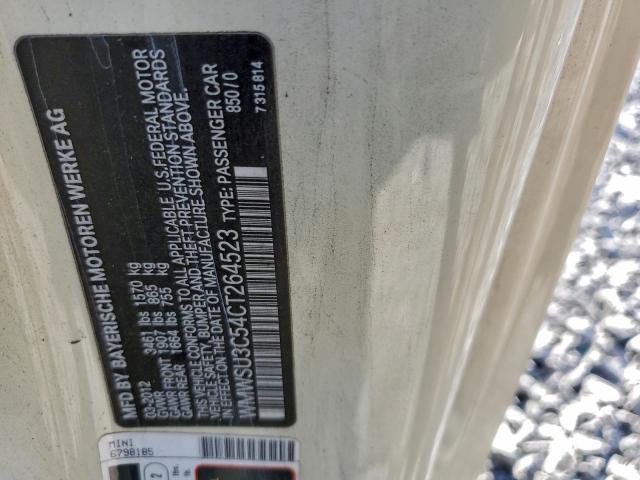 MFD BY BAYERISCHE MOTOREN WERKE AG
03-2012
GVWR 3461 lbs 1570 kg
GAWR FRONT 1907 lbs 865 kg
GAWR REAR 1664 lbs 755 kg
THIS VEHICLE CONFORMS TO ALL APPLICABLE U.S. FEDERAL MOTOR
VEHICLE SAFETY, BUMPER AND THEFT PREVENTION STANDARDS
IN EFFECT ON THE DATE OF MANUFACTURE SHOWN ABOVE.
WMWSU3C54CT264523 TYPE: PASSENGER CAR
850/0
7315814
MINI
6798185
2
lbs.